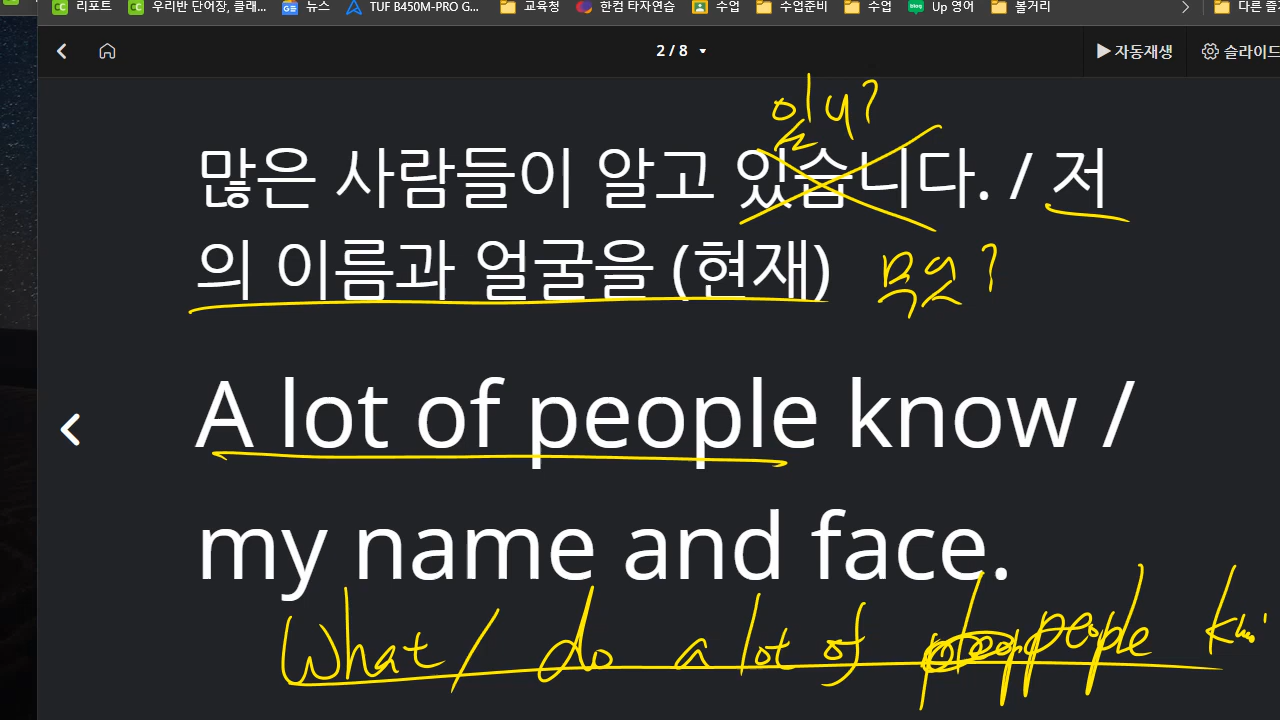 리포트 우리반 단어장, 클래... 뉴스 TUF B450M-PRO G... 교육청 한컴 타자연습 수업 수업준비 수업 Up 영어 볼거리 다른 즐
2 / 8 자동재생 슬라이드
있니?
많은 사람들이 알고 있습니다. / 저
의 이름과 얼굴을 (현재) 무엇?
A lot of people know /
my name and face.
What / do a lot of people